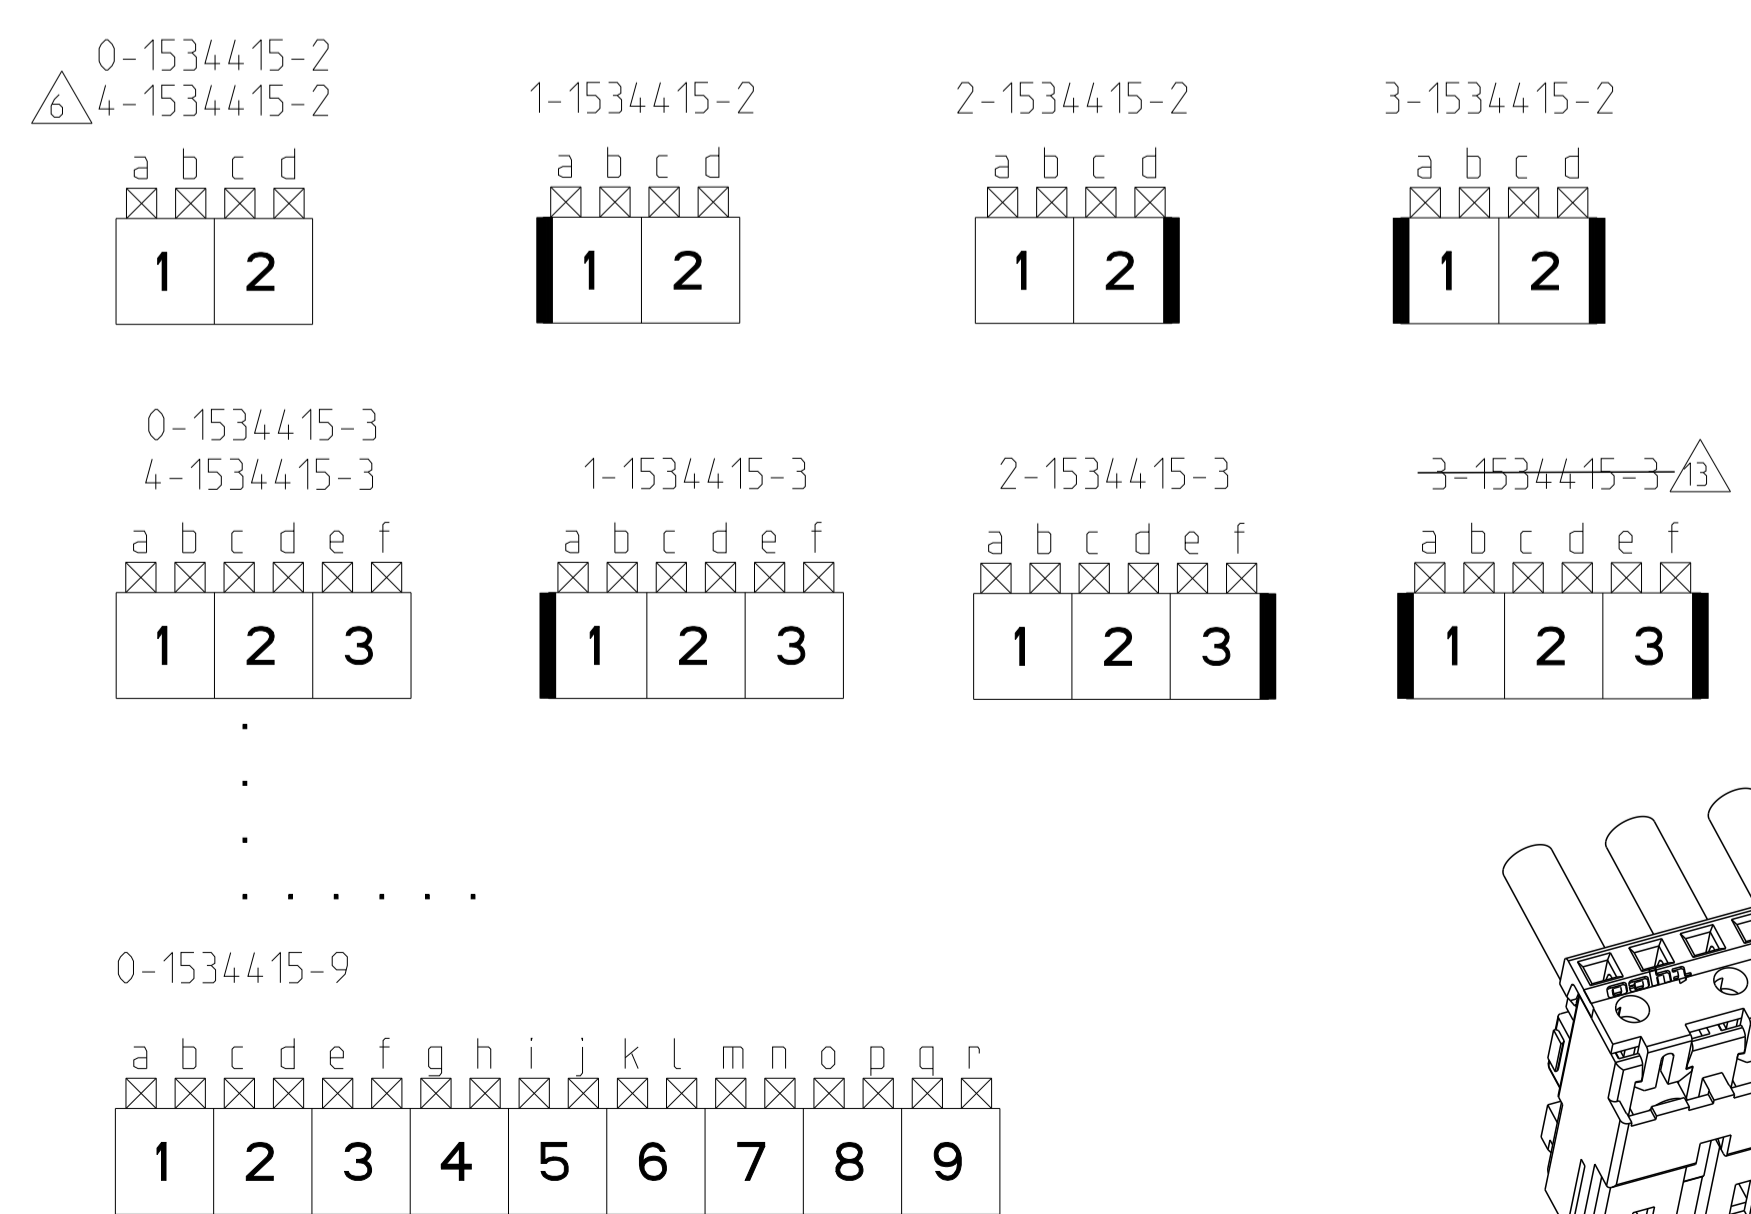 0-1534415-2
6 4-1534415-2 1-1534415-2 2-1534415-2 3-1534415-2
a b c d a b c d a b c d a b c d
1 2 1 2 1 2 1 2
0-1534415-3
4-1534415-3 1-1534415-3 2-1534415-3 3-1534415-3 13
a b c d e f a b c d e f a b c d e f a b c d e f
1 2 3 1 2 3 1 2 3 1 2 3
0-1534415-9
a b c d e f g h i j k l m n o p q r
1 2 3 4 5 6 7 8 9